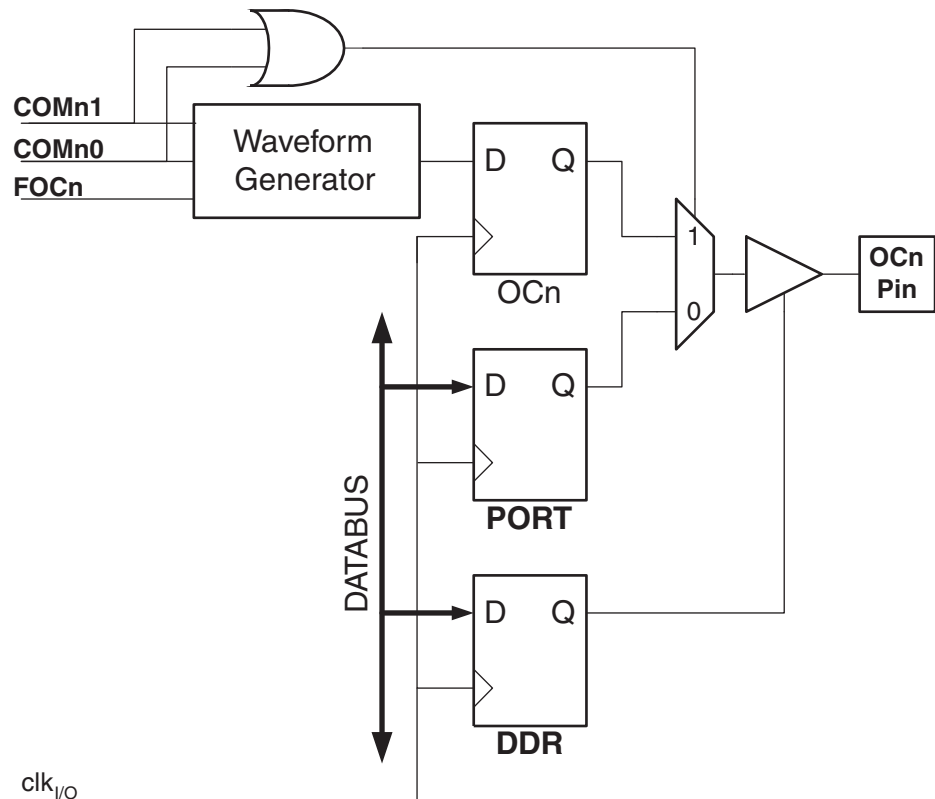 COMn1
COMn0
FOCn
Waveform
Generator
D Q
OCn
1
0
OCn
Pin
D Q
PORT
DATABUS
D Q
DDR
clkI/O